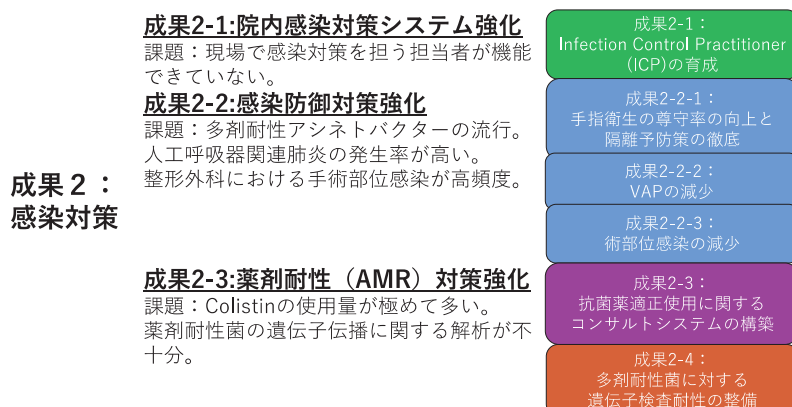 成果2：
感染対策
成果2-1:院内感染対策システム強化
課題：現場で感染対策を担う担当者が機能
できていない。
成果2-2:感染防御対策強化
課題：多剤耐性アシネトバクターの流行。
人工呼吸器関連肺炎の発生率が高い。
整形外科における手術部位感染が高頻度。
成果2-3:薬剤耐性（AMR）対策強化
課題：Colistinの使用量が極めて多い。
薬剤耐性菌の遺伝子伝播に関する解析が不
十分。
成果2-1：
Infection Control Practitioner
(ICP)の育成
成果2-2-1：
手指衛生の尊守率の向上と
隔離予防策の徹底
成果2-2-2：
VAPの減少
成果2-2-3：
術部位感染の減少
成果2-3：
抗菌薬適正使用に関する
コンサルトシステムの構築
成果2-4：
多剤耐性菌に対する
遺伝子検査耐性の整備